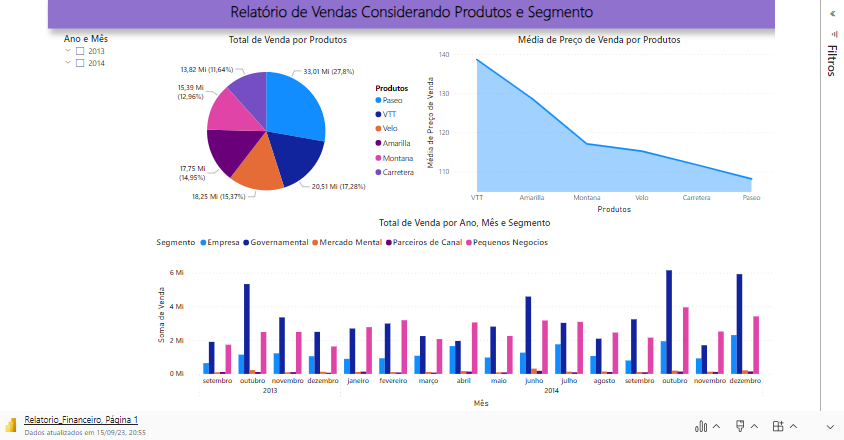 Relatório de Vendas Considerando Produtos e Segmento
Ano e Mês
2013
2014
Total de Venda por Produtos
13,82 Mi (11,64%)
33,01 Mi (27,8%)
15,39 Mi
(12,96%)
17,75 Mi
(14,95%)
18,25 Mi (15,37%)
20,51 Mi (17,28%)
Produtos
Paseo
VTT
Velo
Amarilla
Montana
Carretera
Média de Preço de Venda por Produtos
Média de Preço de Venda
140
130
120
110
VTT Amarilla Montana Velo Carretera Paseo
Produtos
Filtros
Total de Venda por Ano, Mês e Segmento
Segmento Empresa Governamental Mercado Mental Parceiros de Canal Pequenos Negocios
Soma de Venda
6 Mi
4 Mi
2 Mi
0 Mi
setembro outubro novembro dezembro janeiro fevereiro março abril maio junho julho agosto setembro outubro novembro dezembro
2013 2014
Mês
Relatorio_Financeiro, Página 1
Dados atualizados em 15/09/23, 20:55